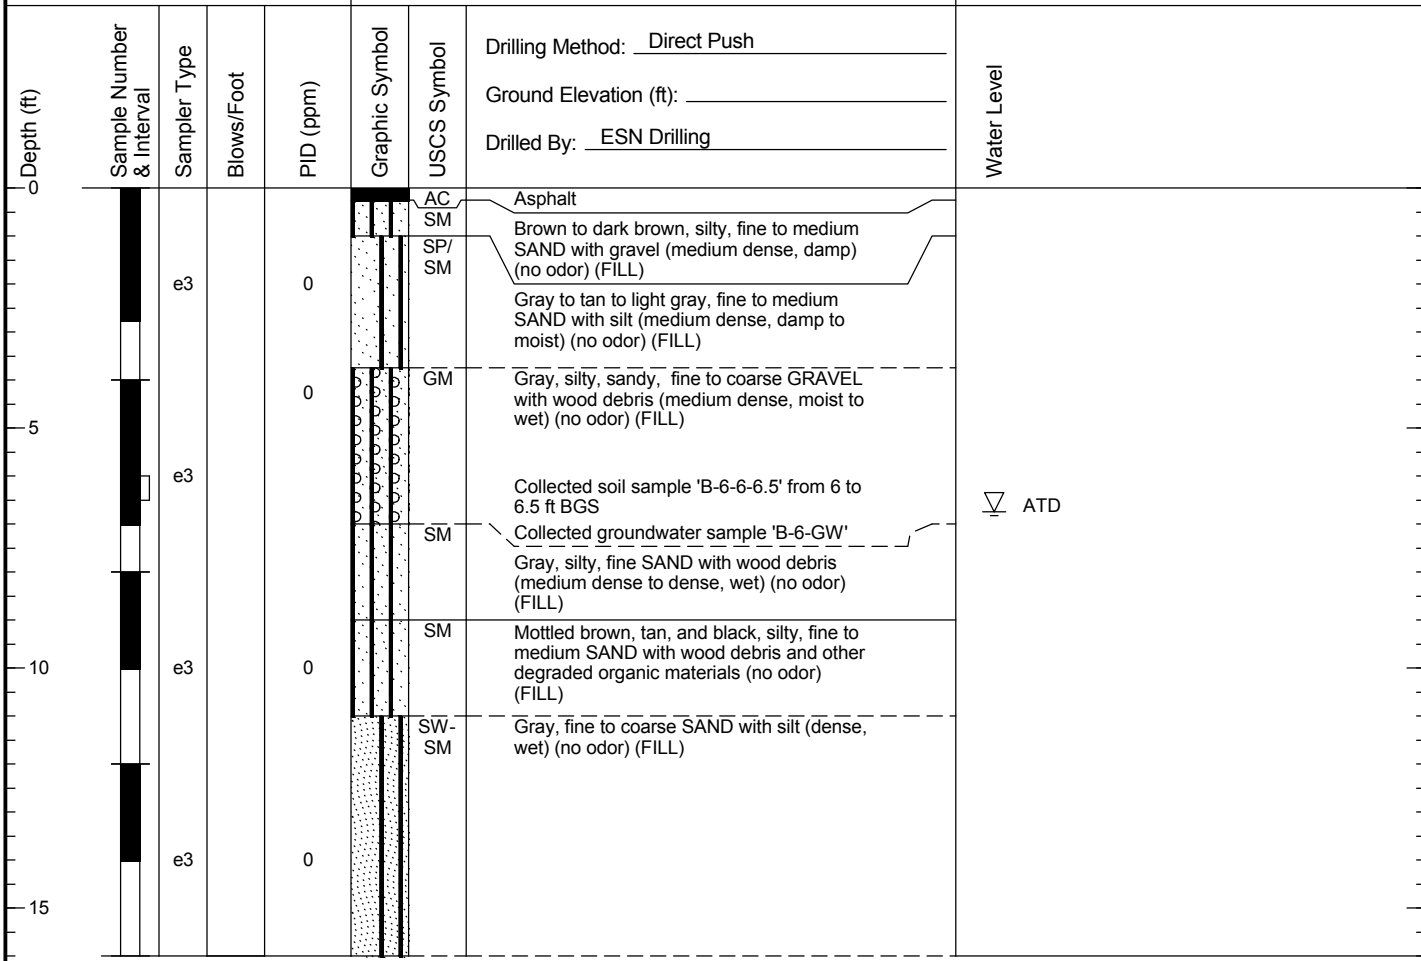 Depth (ft)
Sample Number
& Interval
Sampler Type
Blows/Foot
PID (ppm)
Graphic Symbol
USCS Symbol
Drilling Method: Direct Push
Ground Elevation (ft):
Drilled By: ESN Drilling
Water Level
0
AC
Asphalt
SM
Brown to dark brown, silty, fine to medium
SAND with gravel (medium dense, damp)
(no odor) (FILL)
SP/
SM
e3
0
Gray to tan to light gray, fine to medium
SAND with silt (medium dense, damp to
moist) (no odor) (FILL)
GM
0
Gray, silty, sandy,  fine to coarse GRAVEL
with wood debris (medium dense, moist to
wet) (no odor) (FILL)
5
e3
Collected soil sample 'B-6-6-6.5' from 6 to
6.5 ft BGS
ATD
SM
Collected groundwater sample 'B-6-GW'
Gray, silty, fine SAND with wood debris
(medium dense to dense, wet) (no odor)
(FILL)
SM
Mottled brown, tan, and black, silty, fine to
medium SAND with wood debris and other
degraded organic materials (no odor)
(FILL)
10
e3
0
SW-
SM
Gray, fine to coarse SAND with silt (dense,
wet) (no odor) (FILL)
e3
0
15